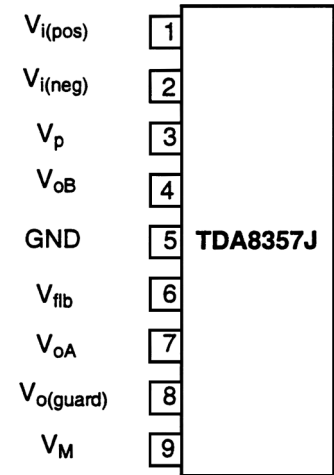 Vi(pos) 1
Vi(neg) 2
Vp 3
VoB 4
GND 5 TDA8357J
Vflb 6
VoA 7
Vo(guard) 8
VM 9